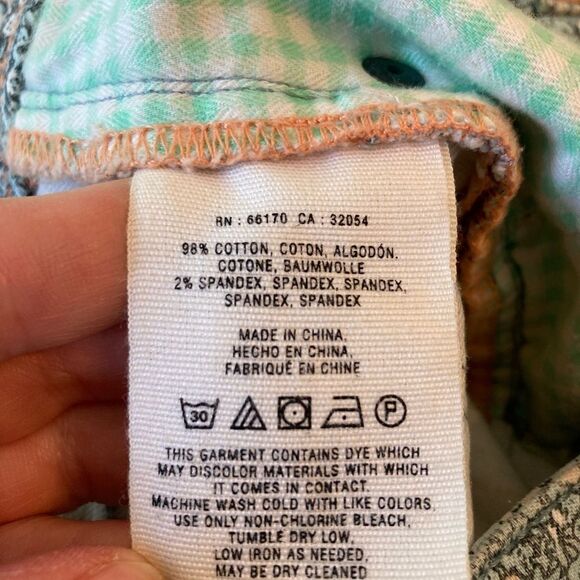 RN : 66170 CA : 32054
98% COTTON, COTON, ALGODÓN.
COTONE, BAUMWOLLE
2% SPANDEX, SPANDEX, SPANDEX,
SPANDEX, SPANDEX
MADE IN CHINA.
HECHO EN CHINA.
FABRIQUÉ EN CHINE
30 P
THIS GARMENT CONTAINS DYE WHICH
MAY DISCOLOR MATERIALS WITH WHICH
IT COMES IN CONTACT.
MACHINE WASH COLD WITH LIKE COLORS.
USE ONLY NON-CHLORINE BLEACH,
TUMBLE DRY LOW,
LOW IRON AS NEEDED,
MAY BE DRY CLEANED